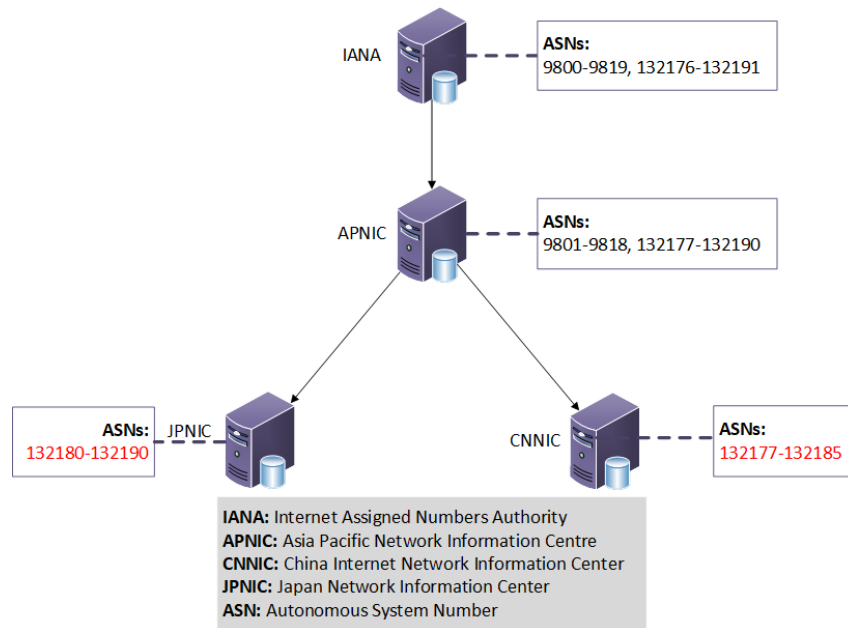 IANA
ASNs:
9800-9819, 132176-132191
APNIC
ASNs:
9801-9818, 132177-132190
ASNs:
132180-132190
JPNIC
CNNIC
ASNs:
132177-132185
IANA: Internet Assigned Numbers Authority
APNIC: Asia Pacific Network Information Centre
CNNIC: China Internet Network Information Center
JPNIC: Japan Network Information Center
ASN: Autonomous System Number